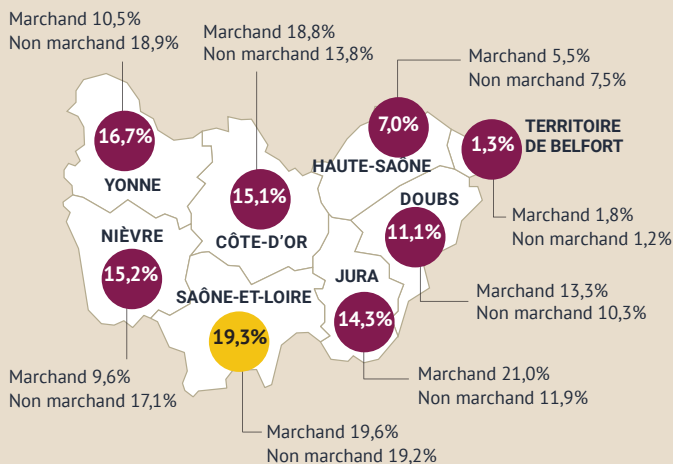 Marchand 10,5%
Non marchand 18,9%
Marchand 18,8%
Non marchand 13,8%
Marchand 5,5%
Non marchand 7,5%
16,7%
YONNE
7,0%
HAUTE-SAÔNE
1,3%
TERRITOIRE
DE BELFORT
Marchand 1,8%
Non marchand 1,2%
15,1%
CÔTE-D'OR
DOUBS
11,1%
Marchand 13,3%
Non marchand 10,3%
NIÈVRE
15,2%
Marchand 9,6%
Non marchand 17,1%
SAÔNE-ET-LOIRE
19,3%
Marchand 19,6%
Non marchand 19,2%
JURA
14,3%
Marchand 21,0%
Non marchand 11,9%